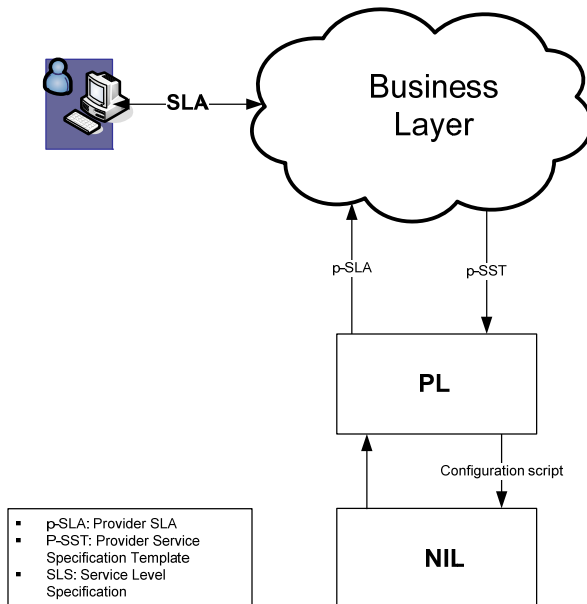 SLA
Business
Layer
p-SLA
p-SST
PL
Configuration script
NIL
▪ p-SLA: Provider SLA
▪ P-SST: Provider Service
Specification Template
▪ SLS: Service Level
Specification